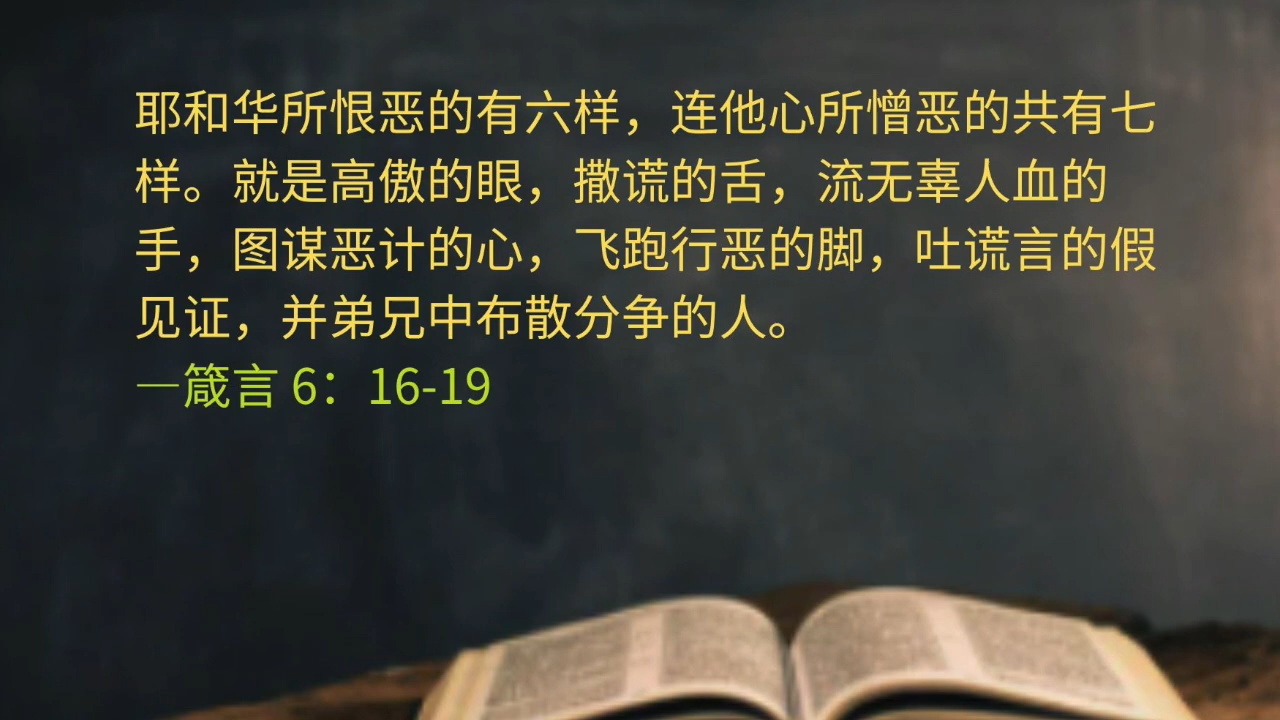 耶和华所恨恶的有六样，连他心所憎恶的共有七
样。就是高傲的眼，撒谎的舌，流无辜人血的
手，图谋恶计的心，飞跑行恶的脚，吐谎言的假
见证，并弟兄中布散分争的人。
—箴言 6：16-19